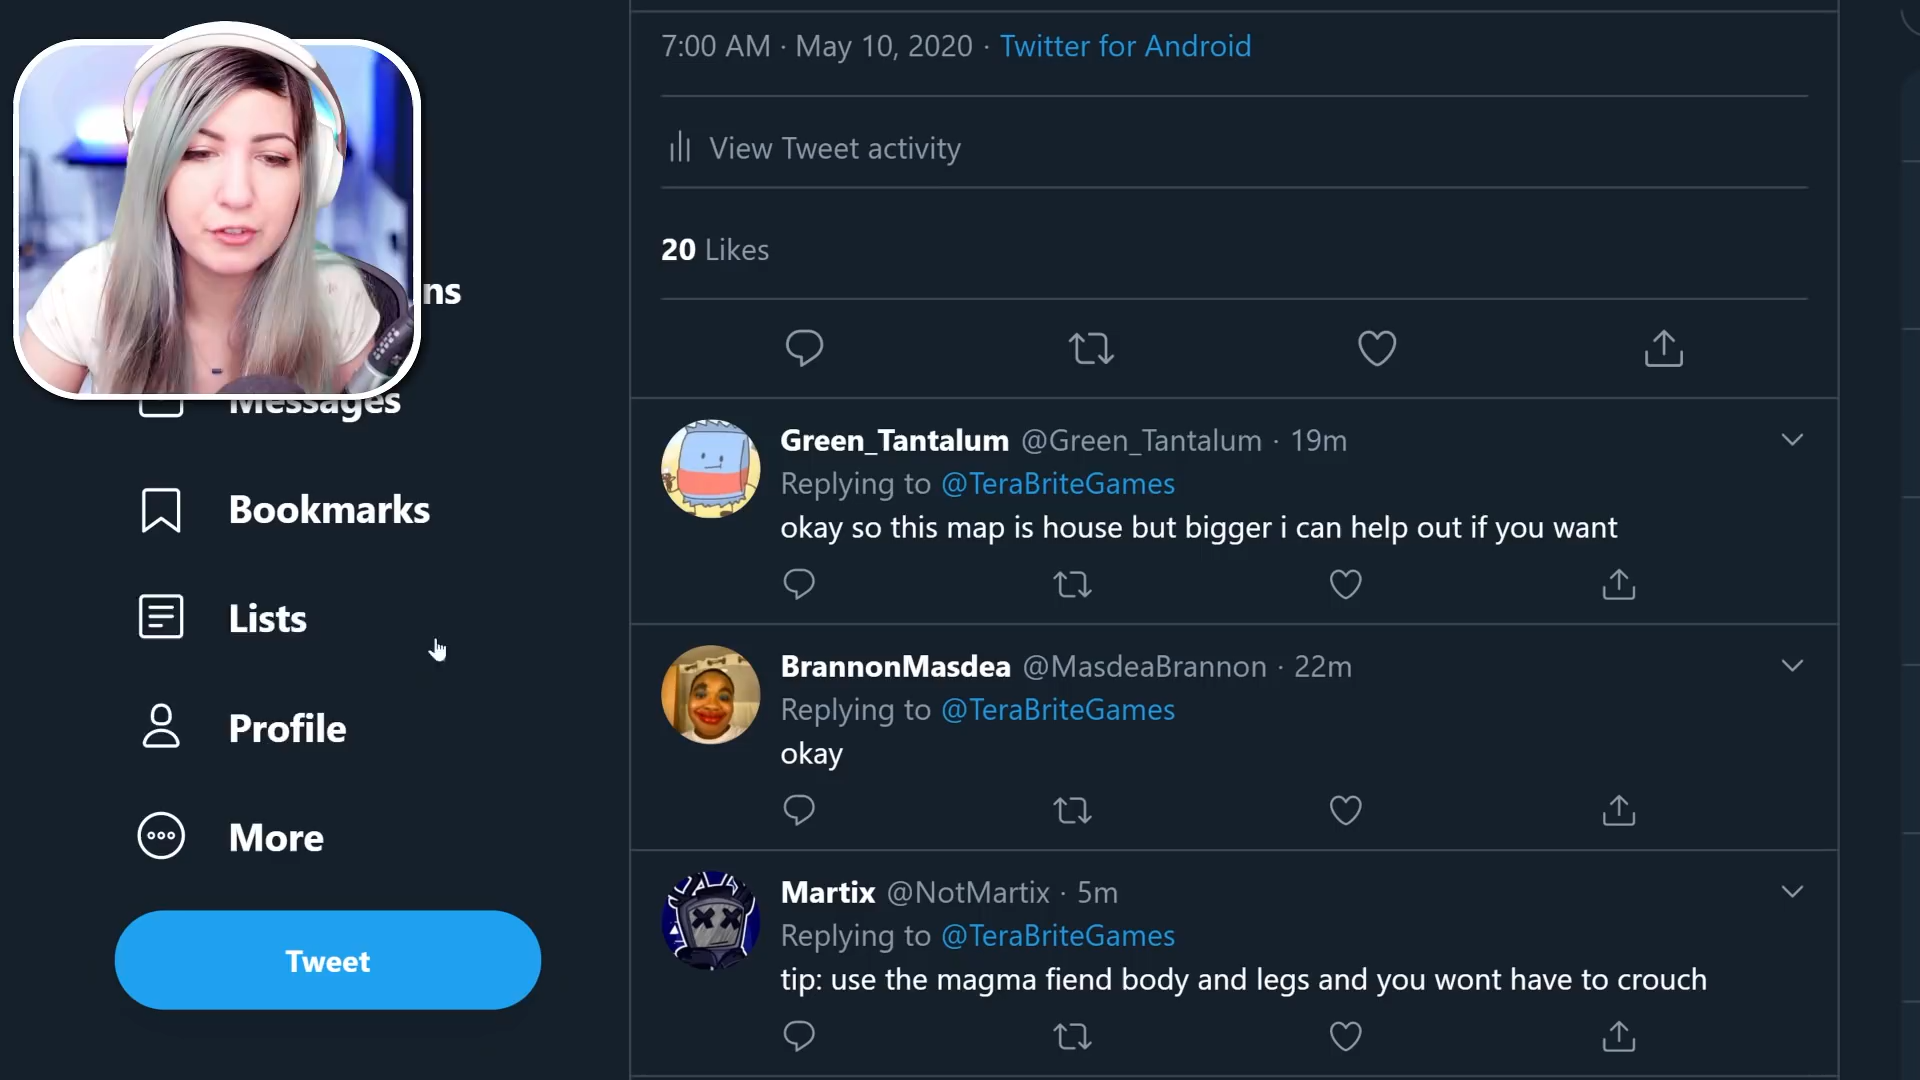 7:00 AM · May 10, 2020 · Twitter for Android
View Tweet activity
20 Likes
ns
Messages
Bookmarks
Lists
Profile
More
Tweet
Green_Tantalum @Green_Tantalum · 19m
Replying to @TeraBriteGames
okay so this map is house but bigger i can help out if you want
BrannonMasdea @MasdeaBrannon · 22m
Replying to @TeraBriteGames
okay
Martix @NotMartix · 5m
Replying to @TeraBriteGames
tip: use the magma fiend body and legs and you wont have to crouch